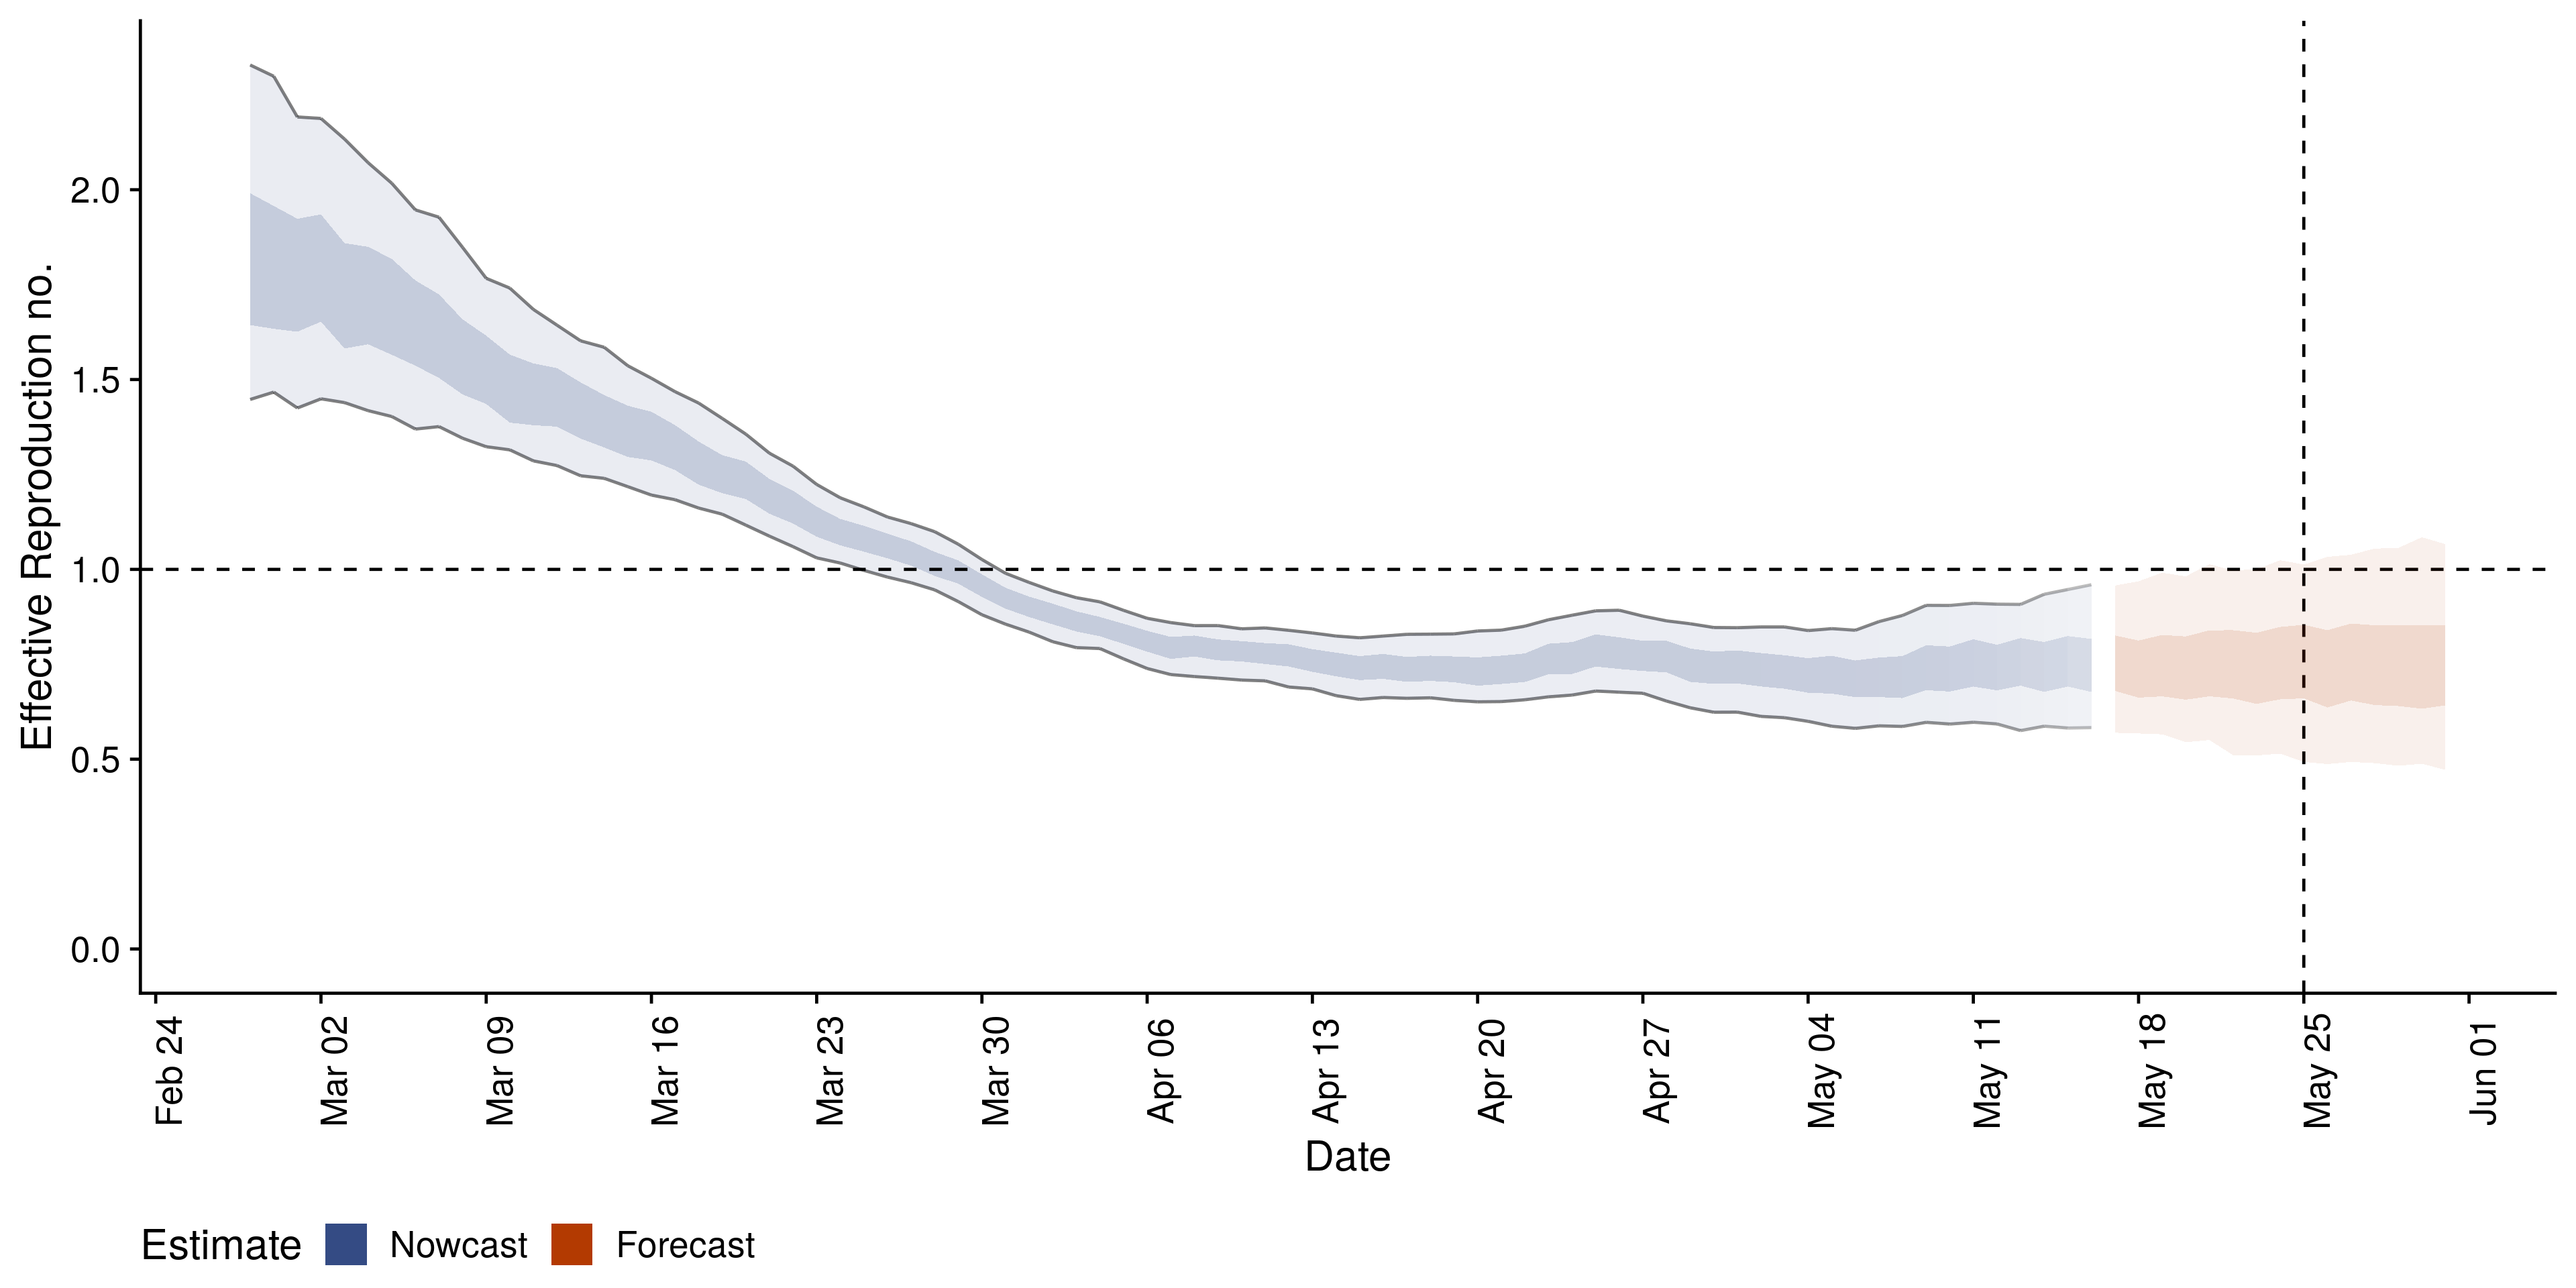 Effective Reproduction no.
2.0
1.5
1.0
0.5
0.0
Feb 24
Mar 02
Mar 09
Mar 16
Mar 23
Mar 30
Apr 06
Apr 13
Apr 20
Apr 27
May 04
May 11
May 18
May 25
Jun 01
Date
Estimate Nowcast Forecast